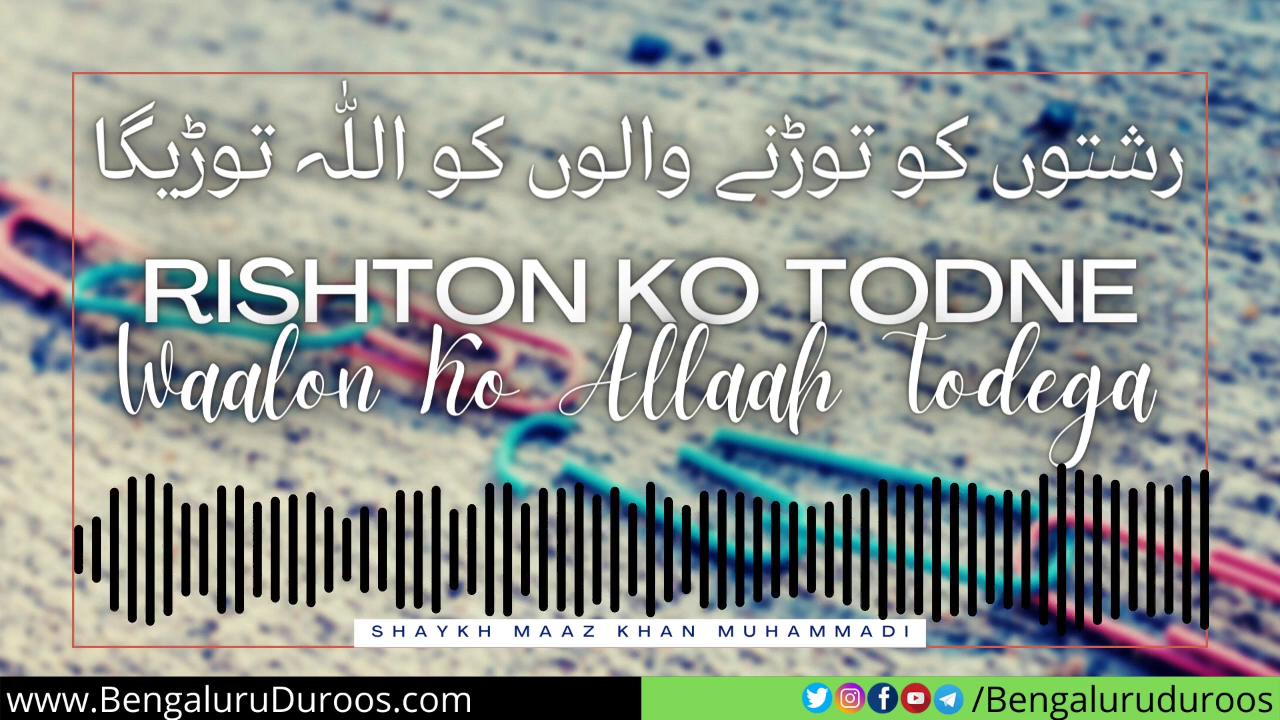 رشتوں کو توڑنے والوں کو اللہ توڑیگا
RISHTON KO TODNE
Waalon Ko Allaah Todega
SHAYKH MAAZ KHAN MUHAMMADI
www.BengaluruDuroos.com
/Bengaluruduroos